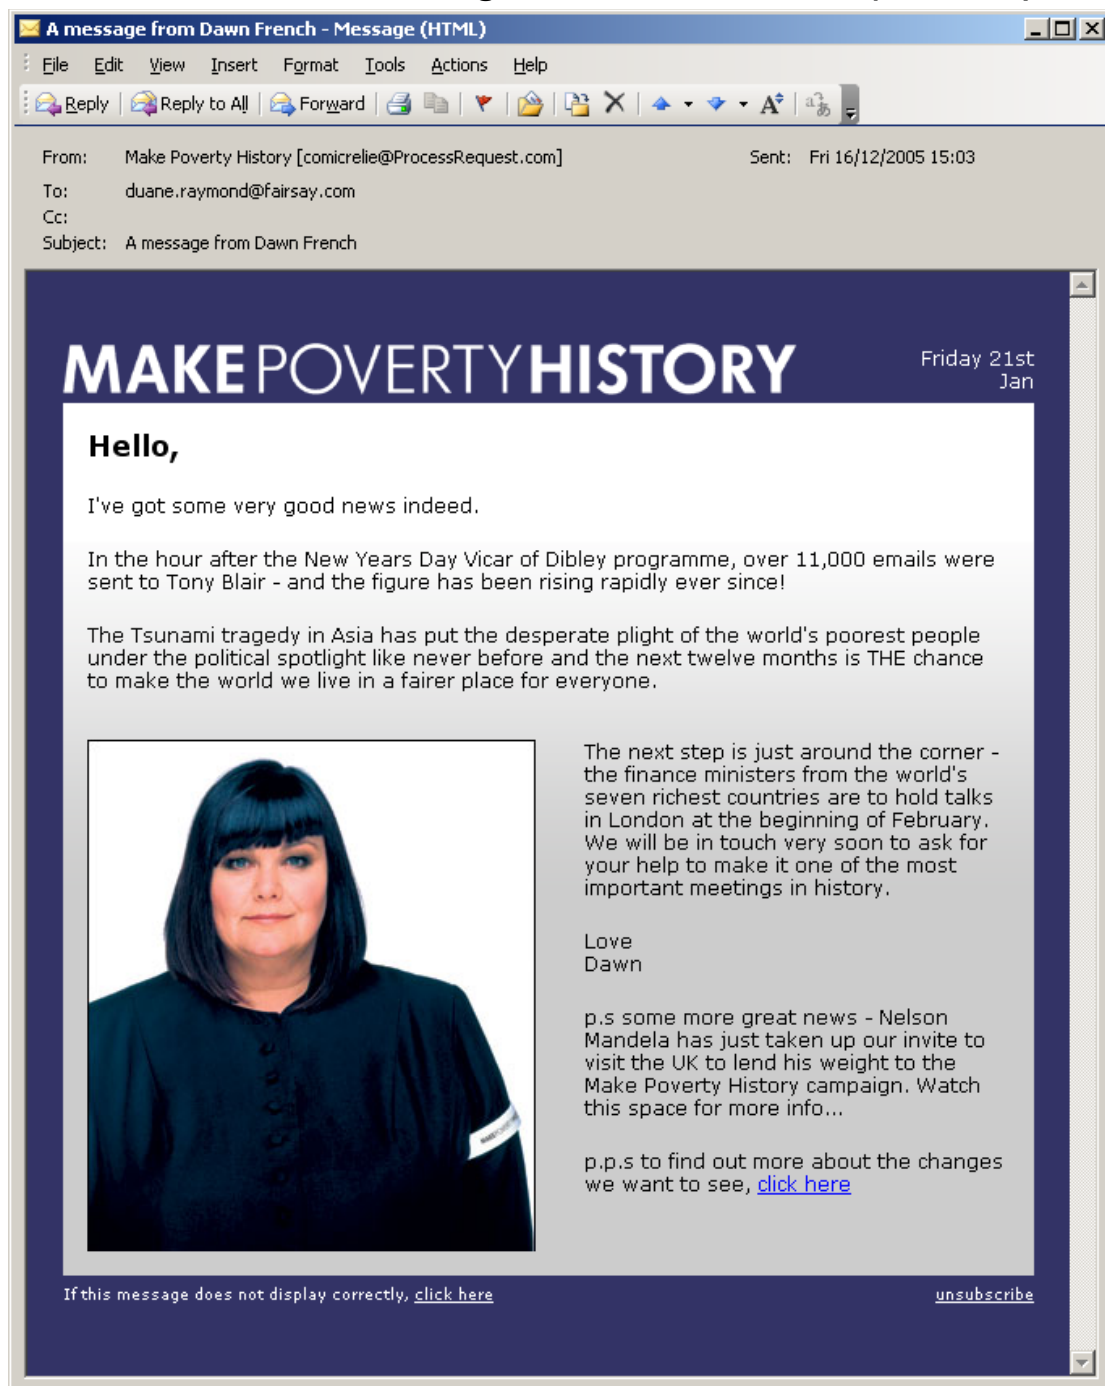 A message from Dawn French - Message (HTML)
File Edit View Insert Format Tools Actions Help
Reply Reply to All Forward
From: Make Poverty History [comicrelie@ProcessRequest.com] Sent: Fri 16/12/2005 15:03
To: duane.raymond@fairsay.com
Cc:
Subject: A message from Dawn French
MAKEPOVERTYHISTORY
Friday 21st
Jan
Hello,
I've got some very good news indeed.
In the hour after the New Years Day Vicar of Dibley programme, over 11,000 emails were
sent to Tony Blair - and the figure has been rising rapidly ever since!
The Tsunami tragedy in Asia has put the desperate plight of the world's poorest people
under the political spotlight like never before and the next twelve months is THE chance
to make the world we live in a fairer place for everyone.
The next step is just around the corner -
the finance ministers from the world's
seven richest countries are to hold talks
in London at the beginning of February.
We will be in touch very soon to ask for
your help to make it one of the most
important meetings in history.
Love
Dawn
p.s some more great news - Nelson
Mandela has just taken up our invite to
visit the UK to lend his weight to the
Make Poverty History campaign. Watch
this space for more info...
p.p.s to find out more about the changes
we want to see, click here
If this message does not display correctly, click here
unsubscribe